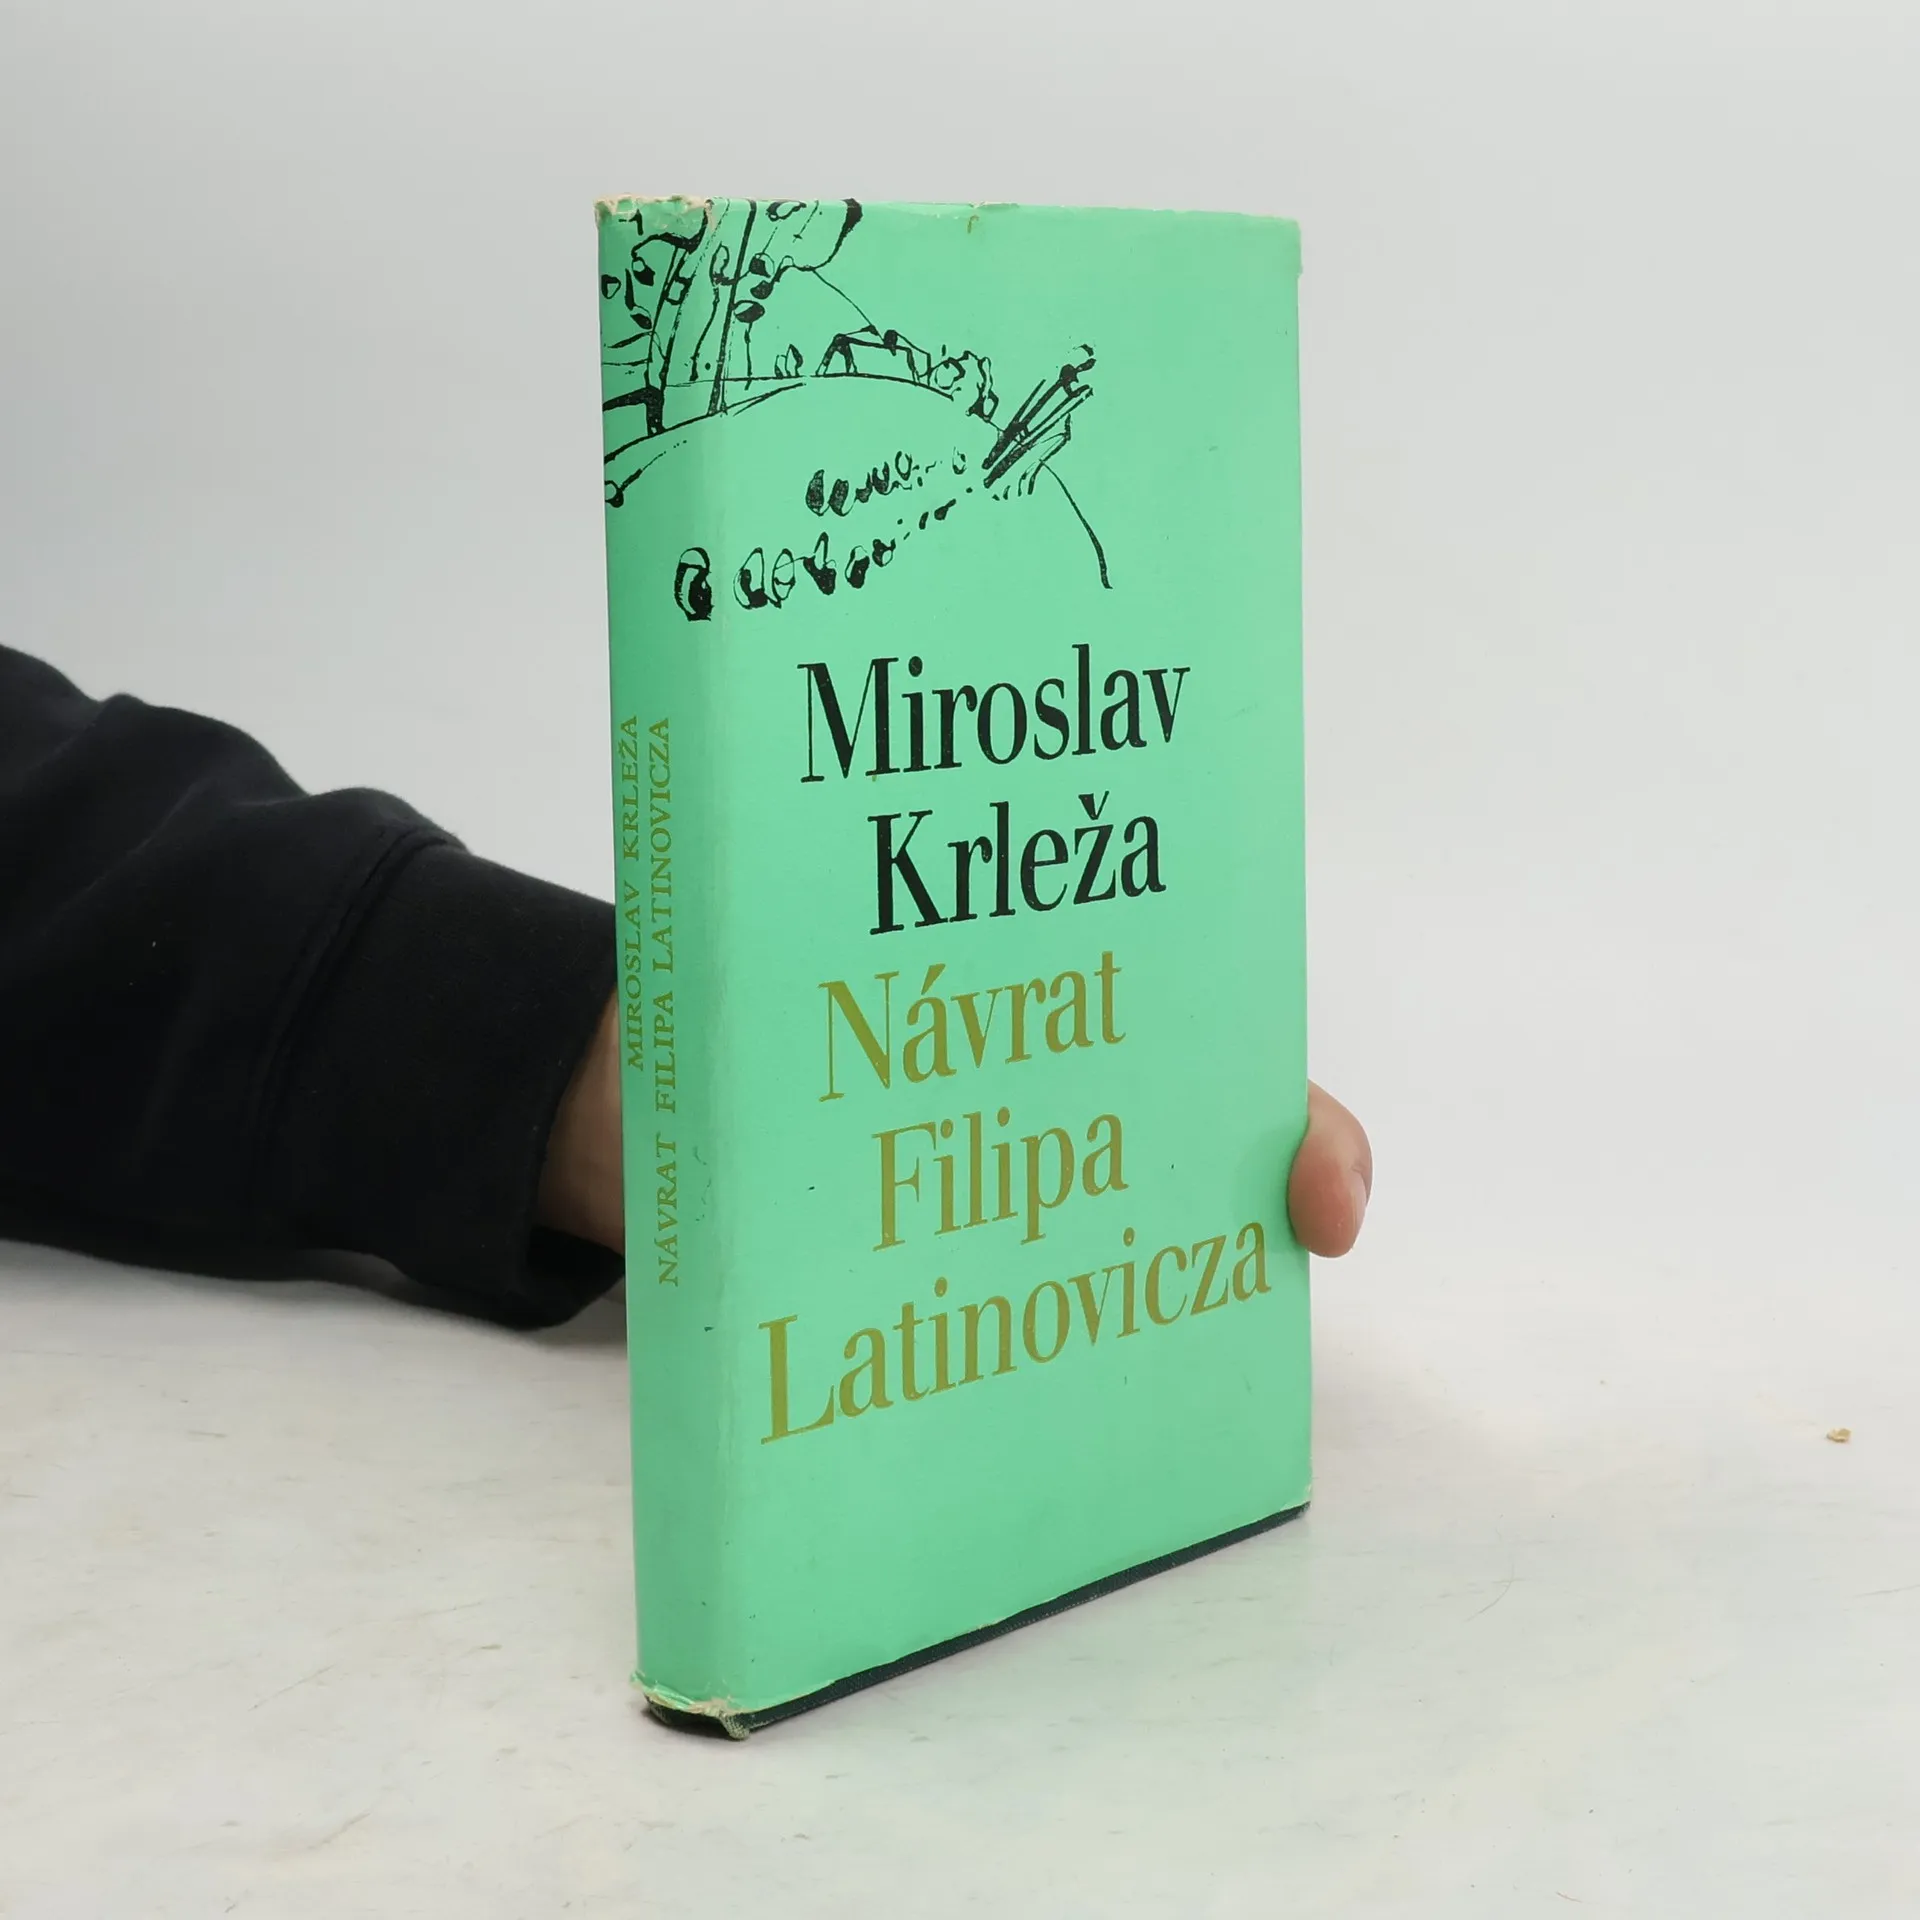 MIROSLAV KRLEŽA
NÁVRAT FILIPA LATINOVICZA
Miroslav
Krleža
Návrat
Filipa
Latinovicza